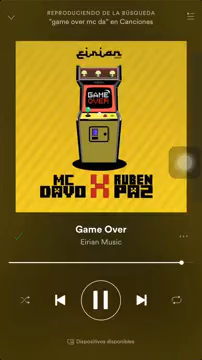 REPRODUCIENDO DE LA BÚSQUEDA
"game over mc da" en Canciones
eirian
GAME
OVER
MC DAVO X RUBEN PAZ
Game Over
Eirian Music
Dispositivos disponibles